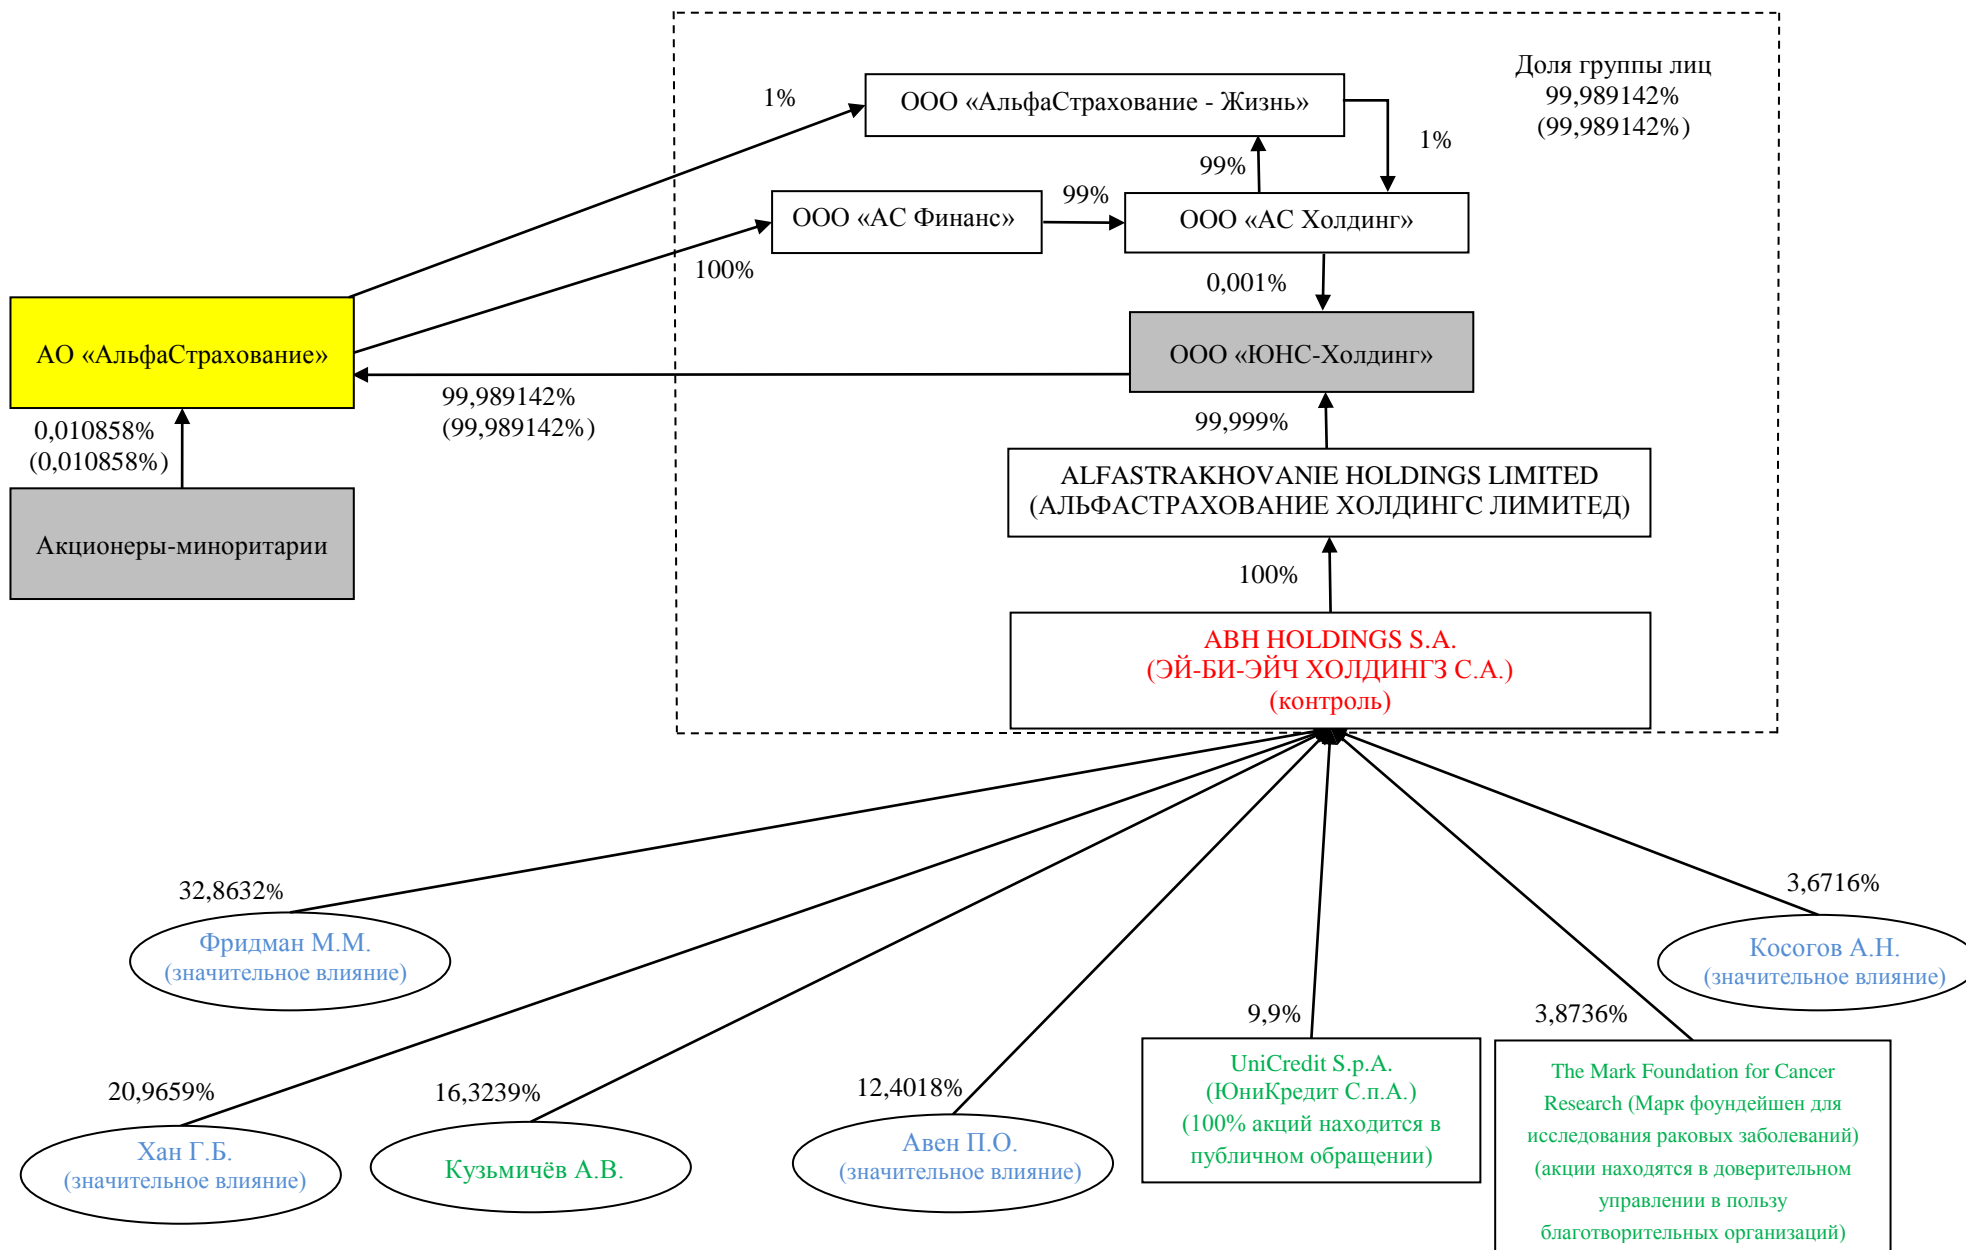 Доля группы лиц
99,989142%
(99,989142%)
1%
ООО «АльфаСтрахование - Жизнь»
1%
99%
ООО «АС Финанс»
99%
ООО «АС Холдинг»
100%
0,001%
АО «АльфаСтрахование»
ООО «ЮНС-Холдинг»
99,989142%
(99,989142%)
0,010858%
(0,010858%)
99,999%
Акционеры-миноритарии
ALFASTRAKHOVANIE HOLDINGS LIMITED
(АЛЬФАСТРАХОВАНИЕ ХОЛДИНГС ЛИМИТЕД)
100%
ABH HOLDINGS S.A.
(ЭЙ-БИ-ЭЙЧ ХОЛДИНГЗ С.А.)
(контроль)
32,8632%
Фридман М.М.
(значительное влияние)
3,6716%
Косогов А.Н.
(значительное влияние)
20,9659%
Хан Г.Б.
(значительное влияние)
16,3239%
Кузьмичёв А.В.
12,4018%
Авен П.О.
(значительное влияние)
9,9%
UniCredit S.p.A.
(ЮниКредит С.п.А.)
(100% акций находится в
публичном обращении)
3,8736%
The Mark Foundation for Cancer
Research (Марк фоундейшен для
исследования раковых заболеваний)
(акции находятся в доверительном
управлении в пользу
благотворительных организаций)